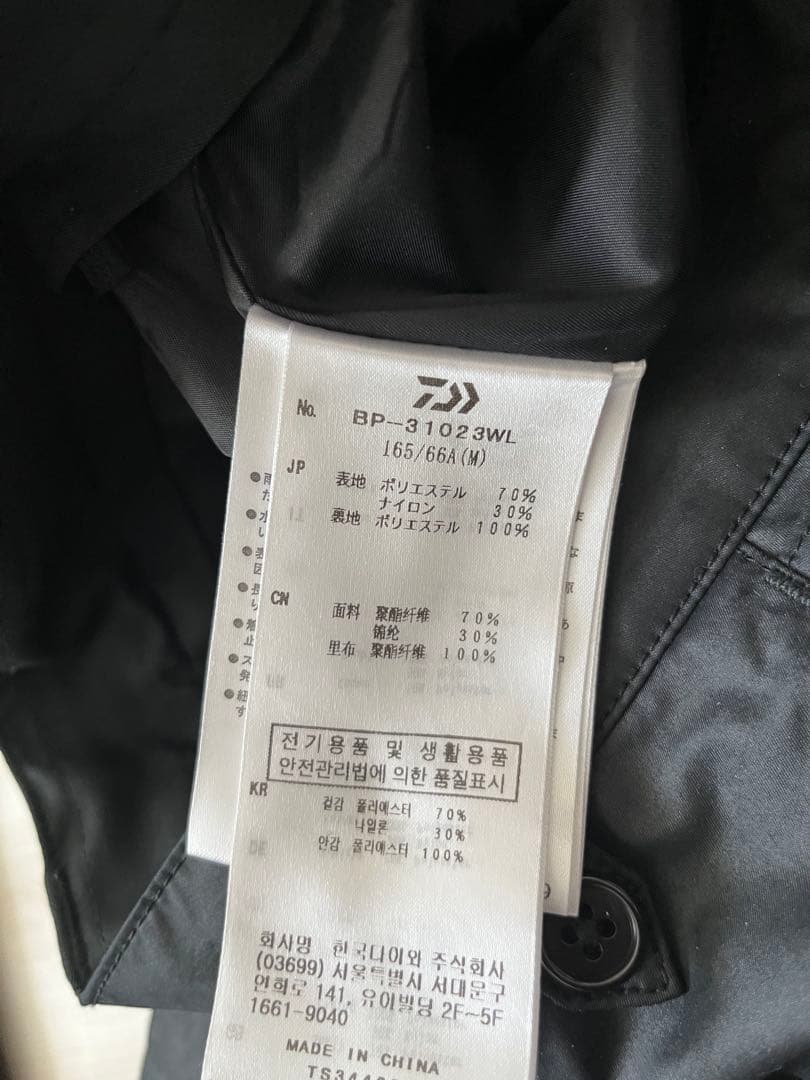 No. BP-31023WL
165/66A(M)
JP 表地 ポリエステル 70%
ナイロン 30%
裏地 ポリエステル 100%
CN 面料 聚酯纤维 70%
锦纶 30%
里布 聚酯纤维 100%
전기용품 및 생활용품
안전관리법에 의한 품질표시
KR 겉감 폴리에스터 70%
나일론 30%
안감 폴리에스터 100%
회사명 한국다이와 주식회사
(03699) 서울특별시 서대문구
연희로 141, 유이빌딩 2F~5F
1661-9040
MADE IN CHINA